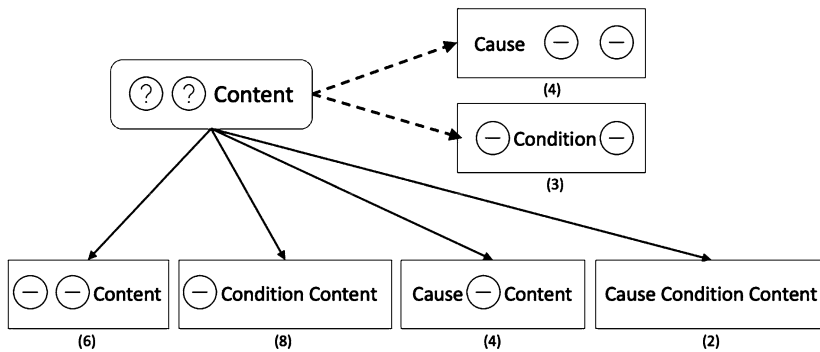 Cause − −
(4)
? ? Content
− Condition −
(3)
− − Content
(6)
− Condition Content
(8)
Cause − Content
(4)
Cause Condition Content
(2)